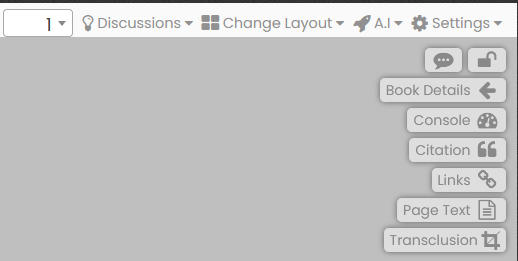 1 Discussions Change Layout A.I Settings
Book Details
Console
Citation
Links
Page Text
Transclusion